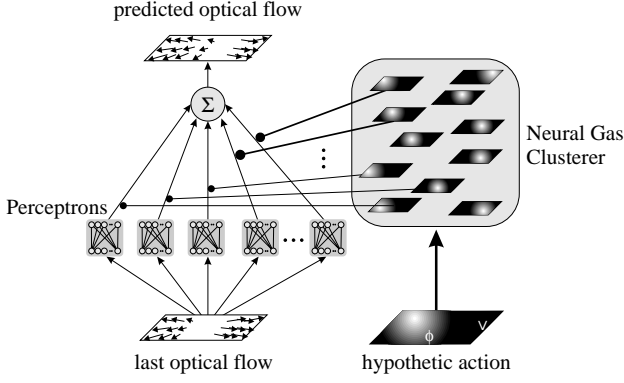 predicted optical flow
Σ
Neural Gas
Clusterer
Perceptrons
ϕ
V
last optical flow
hypothetic action